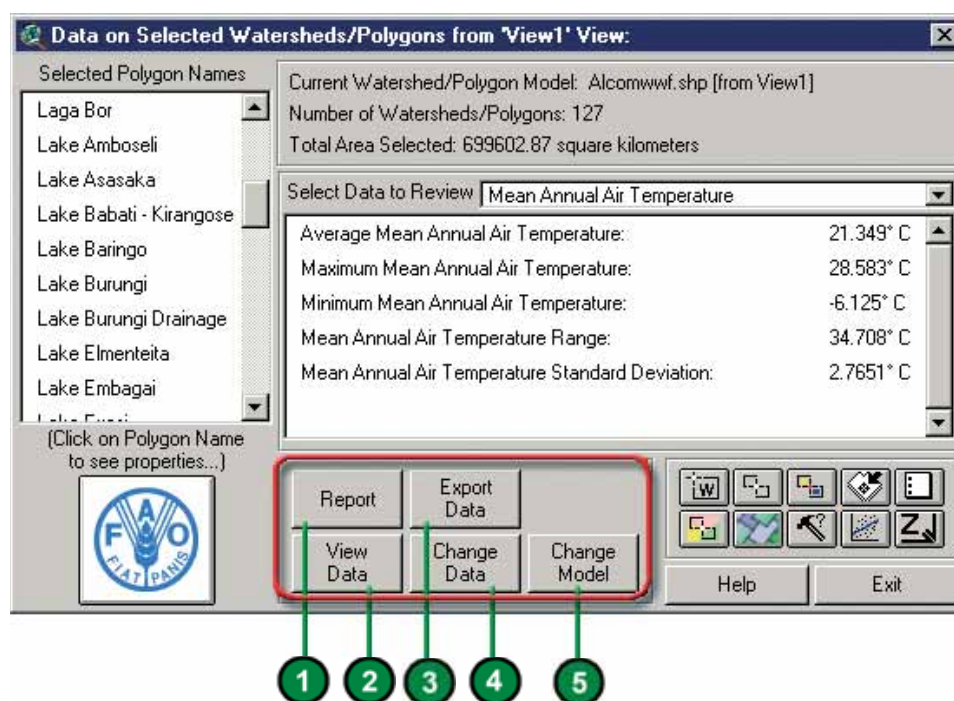 Data on Selected Watersheds/Polygons from 'View1' View:
Selected Polygon Names
Laga Bor
Lake Amboseli
Lake Asasaka
Lake Babati - Kirangose
Lake Baringo
Lake Burungi
Lake Burungi Drainage
Lake Elmenteita
Lake Embagai
(Click on Polygon Name
to see properties...)
FAO
FIAT PANIS
Current Watershed/Polygon Model: Alcomwwf.shp [from View1]
Number of Watersheds/Polygons: 127
Total Area Selected: 699602.87 square kilometers
Select Data to Review Mean Annual Air Temperature
Average Mean Annual Air Temperature: 21.349° C
Maximum Mean Annual Air Temperature: 28.583° C
Minimum Mean Annual Air Temperature: -6.125° C
Mean Annual Air Temperature Range: 34.708° C
Mean Annual Air Temperature Standard Deviation: 2.7651° C
Report
Export
Data
View
Data
Change
Data
Change
Model
W
Z
Help
Exit
1 2 3 4 5